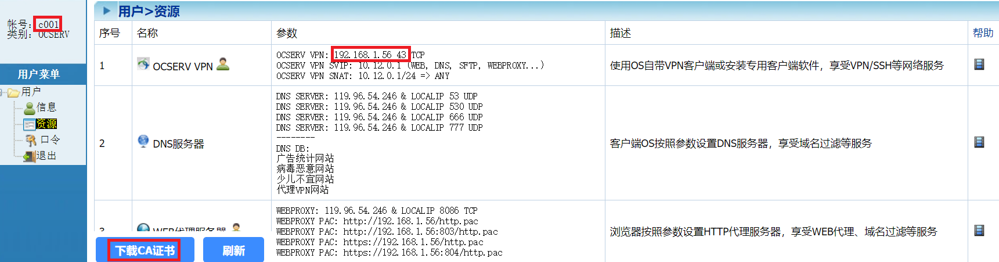 帐号: c001
类别: OCSERV
用户菜单
用户
信息
资源
口令
退出
用户>资源
序号 名称 参数 描述 帮助
1 OCSERV VPN
OCSERV VPN: 192.168.1.56 43 TCP
OCSERV VPN SVIP: 10.12.0.1 (WEB, DNS, SFTP, WEBPROXY...)
OCSERV VPN SNAT: 10.12.0.1/24 => ANY
使用OS自带VPN客户端或安装专用客户端软件，享受VPN/SSH等网络服务
2 DNS服务器
DNS SERVER: 119.96.54.246 & LOCALIP 53 UDP
DNS SERVER: 119.96.54.246 & LOCALIP 530 UDP
DNS SERVER: 119.96.54.246 & LOCALIP 666 UDP
DNS SERVER: 119.96.54.246 & LOCALIP 777 UDP
--------
DNS DB:
广告统计网站
病毒恶意网站
少儿不宜网站
代理VPN网站
客户端OS按照参数设置DNS服务器，享受域名过滤等服务
3 WEB代理服务器
WEBPROXY: 119.96.54.246 & LOCALIP 8086 TCP
WEBPROXY PAC: http://192.168.1.56/http.pac
WEBPROXY PAC: http://192.168.1.56:803/http.pac
WEBPROXY PAC: https://192.168.1.56/http.pac
WEBPROXY PAC: https://192.168.1.56:804/http.pac
浏览器按照参数设置HTTP代理服务器，享受WEB代理、域名过滤等服务
下载CA证书 刷新